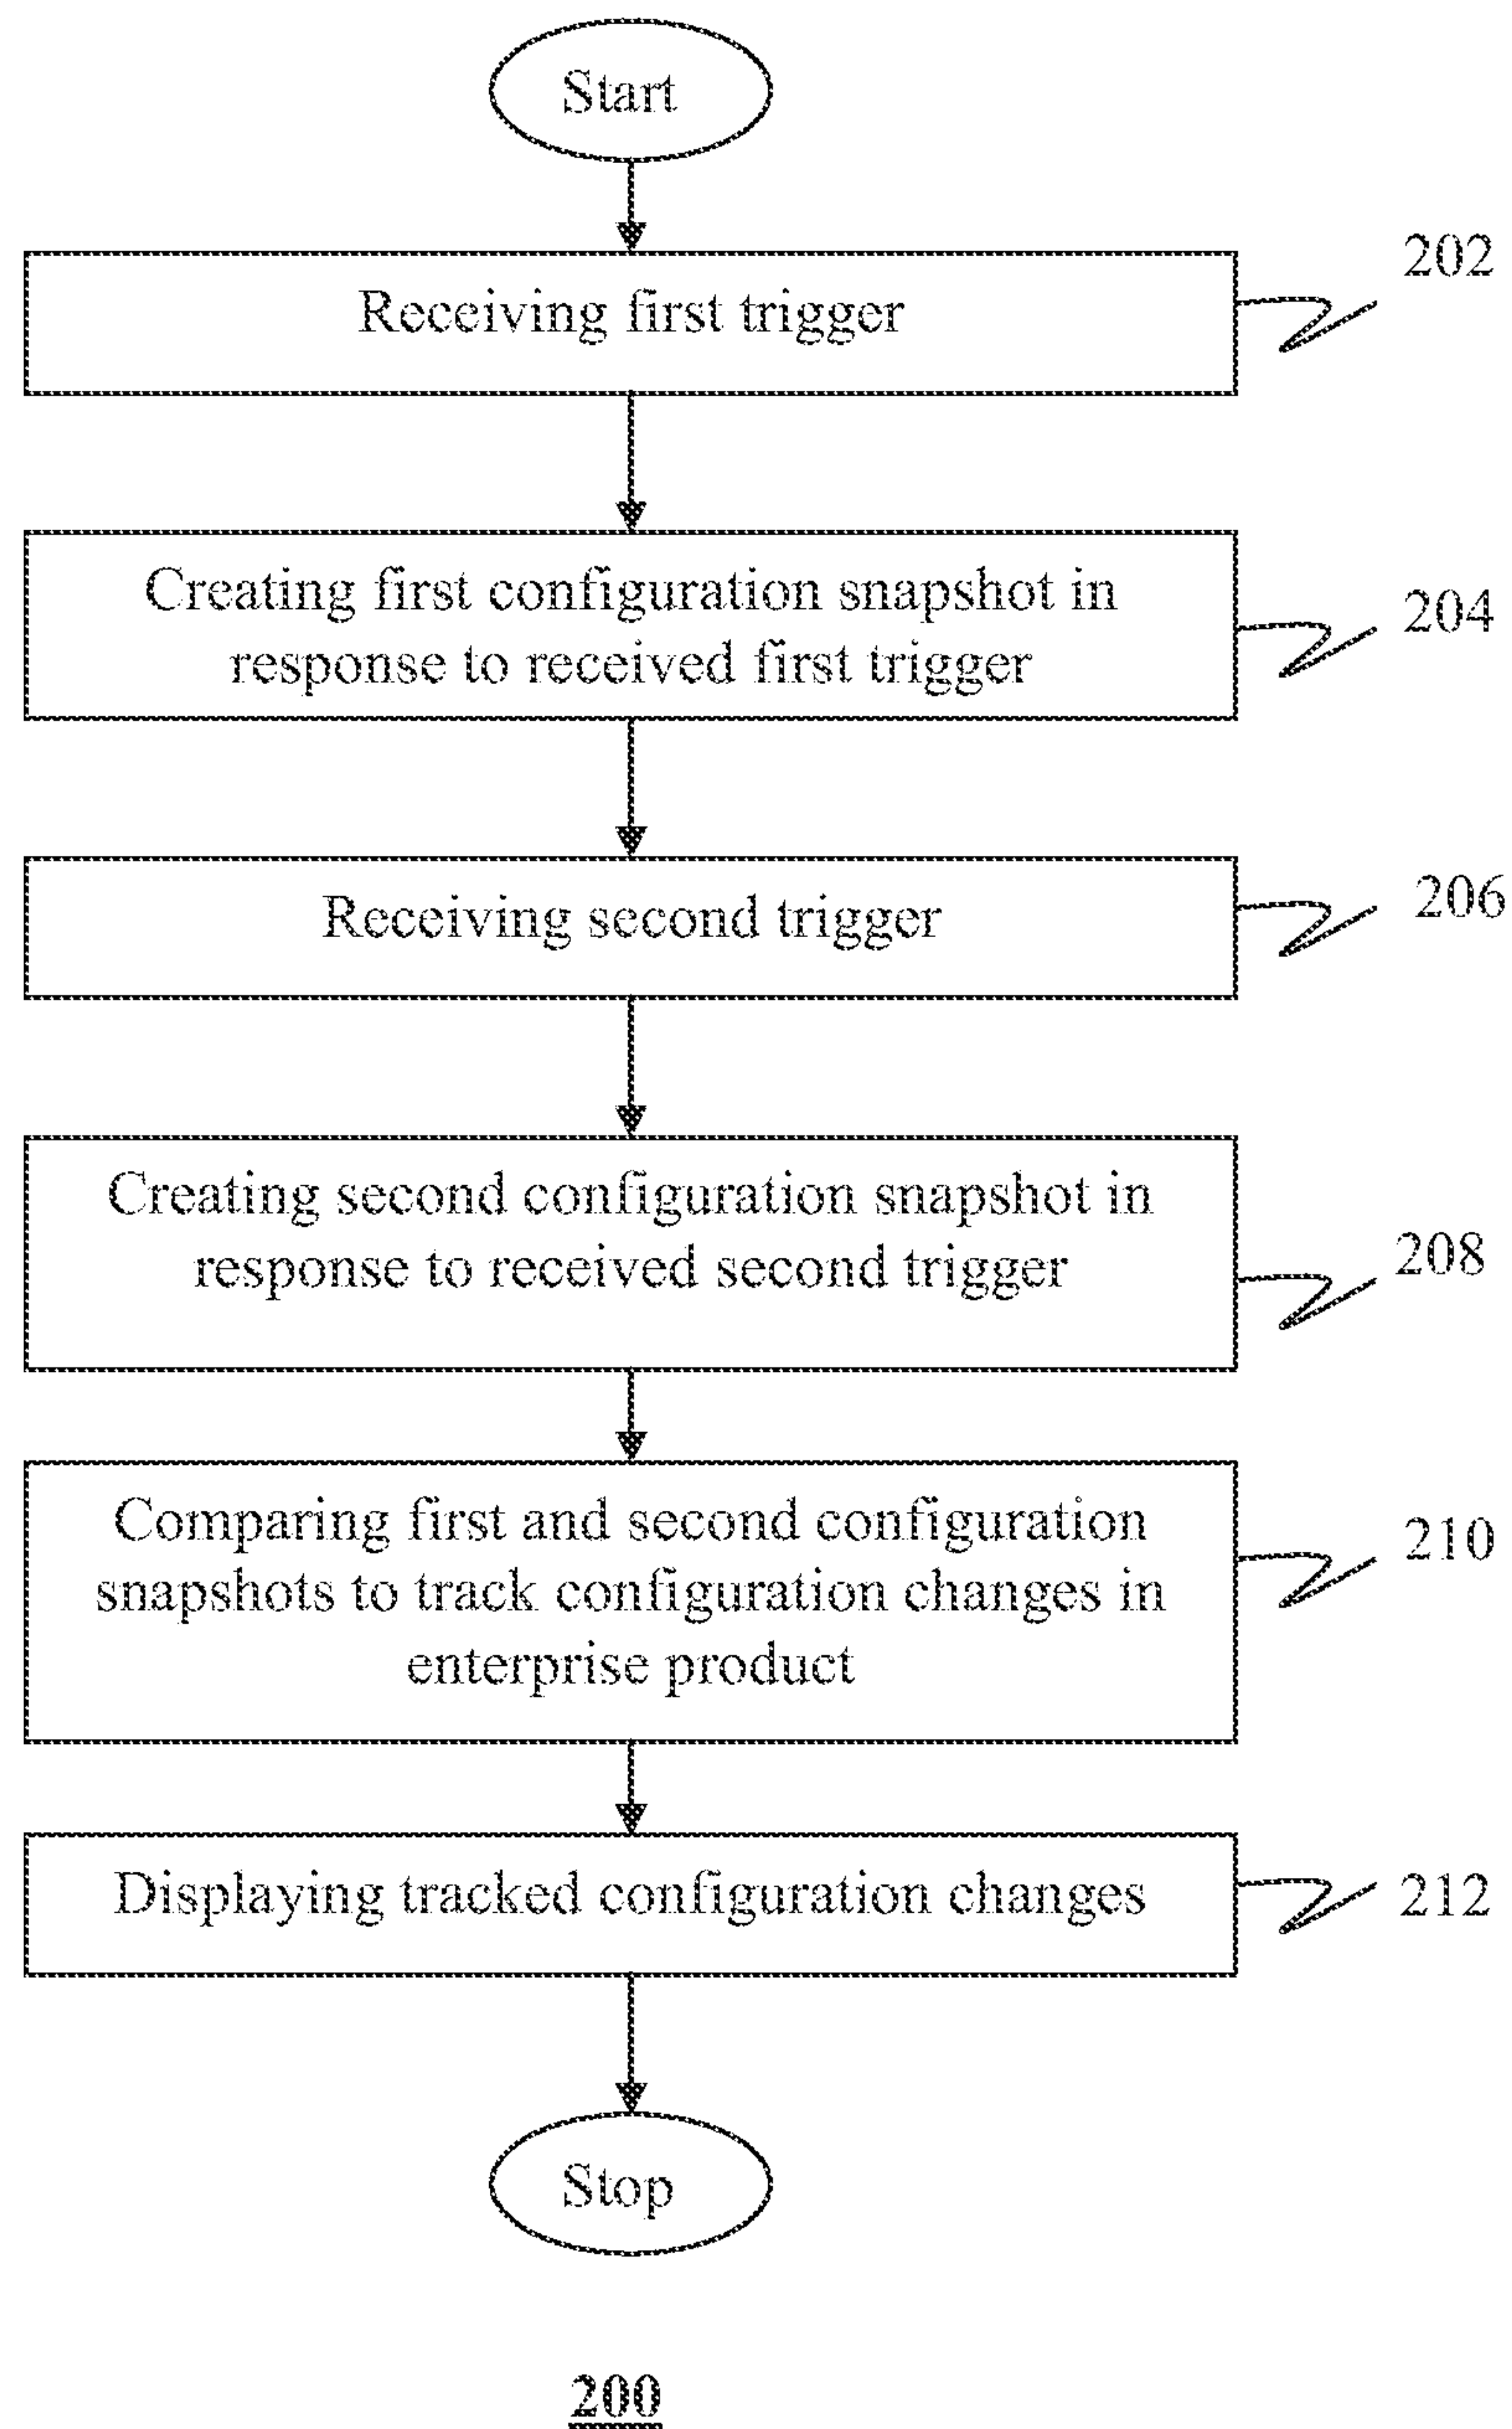 Start
Receiving first trigger
202
Creating first configuration snapshot in
response to received first trigger
204
Receiving second trigger
206
Creating second configuration snapshot in
response to received second trigger
208
Comparing first and second configuration
snapshots to track configuration changes in
enterprise product
210
Displaying tracked configuration changes
212
Stop
200